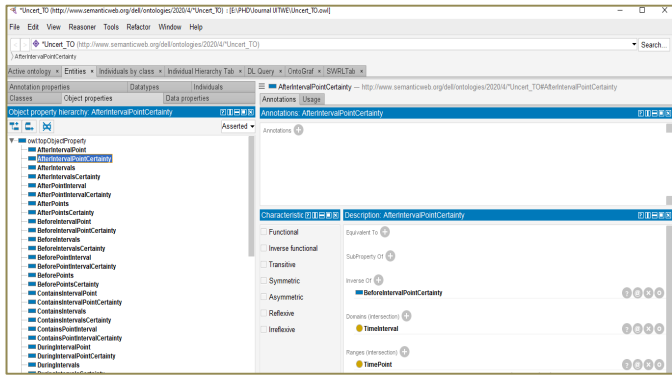 *Uncert_TO (http://www.semanticweb.org/dell/ontologies/2020/4/*Uncert_TO) : [E:\PHD\Journal UITWE\Uncert_TO.owl]
File Edit View Reasoner Tools Refactor Window Help
*Uncert_TO (http://www.semanticweb.org/dell/ontologies/2020/4/*Uncert_TO)
Search...
AfterIntervalPointCertainty
Active ontology × Entities × Individuals by class × Individual Hierarchy Tab × DL Query × OntoGraf × SWRLTab ×
Annotation properties Datatypes Individuals
Classes Object properties Data properties
Object property hierarchy: AfterIntervalPointCertainty
Asserted
owl:topObjectProperty
AfterIntervalPoint
AfterIntervalPointCertainty
AfterIntervals
AfterIntervalsCertainty
AfterPointInterval
AfterPointIntervalCertainty
AfterPoints
AfterPointsCertainty
BeforeIntervalPoint
BeforeIntervalPointCertainty
BeforeIntervals
BeforeIntervalsCertainty
BeforePointInterval
BeforePointIntervalCertainty
BeforePoints
BeforePointsCertainty
ContainsIntervalPoint
ContainsIntervalPointCertainty
ContainsIntervals
ContainsIntervalsCertainty
ContainsPointInterval
ContainsPointIntervalCertainty
DuringIntervalPoint
DuringIntervalPointCertainty
DuringIntervals
DuringIntervalsCertainty
AfterIntervalPointCertainty — http://www.semanticweb.org/dell/ontologies/2020/4/*Uncert_TO#AfterIntervalPointCertainty
Annotations Usage
Annotations: AfterIntervalPointCertainty
Annotations
Characteristic
Functional
Inverse functional
Transitive
Symmetric
Asymmetric
Reflexive
Irreflexive
Description: AfterIntervalPointCertainty
Equivalent To
SubProperty Of
Inverse Of
BeforeIntervalPointCertainty
Domains (intersection)
TimeInterval
Ranges (intersection)
TimePoint